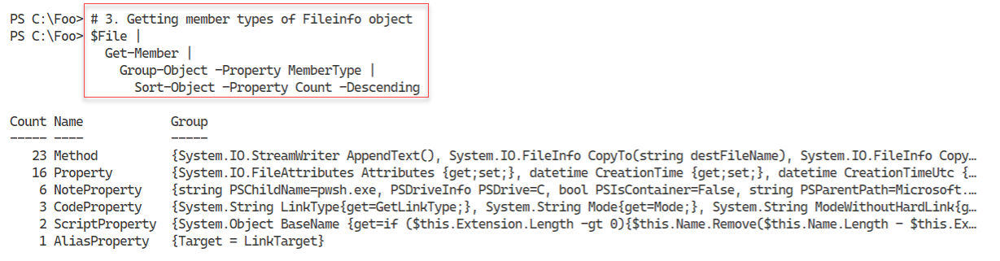 PS C:\Foo> # 3. Getting member types of Fileinfo object
PS C:\Foo> $File |
Get-Member |
Group-Object -Property MemberType |
Sort-Object -Property Count -Descending
Count Name Group
----- ---- -----
23 Method {System.IO.StreamWriter AppendText(), System.IO.FileInfo CopyTo(string destFileName), System.IO.FileInfo Copy…
16 Property {System.IO.FileAttributes Attributes {get;set;}, datetime CreationTime {get;set;}, datetime CreationTimeUtc {…
6 NoteProperty {string PSChildName=pwsh.exe, PSDriveInfo PSDrive=C, bool PSIsContainer=False, string PSParentPath=Microsoft.…
3 CodeProperty {System.String LinkType{get=GetLinkType;}, System.String Mode{get=Mode;}, System.String ModeWithoutHardLink{g…
2 ScriptProperty {System.Object BaseName {get=if ($this.Extension.Length -gt 0){$this.Name.Remove($this.Name.Length - $this.Ex…
1 AliasProperty {Target = LinkTarget}